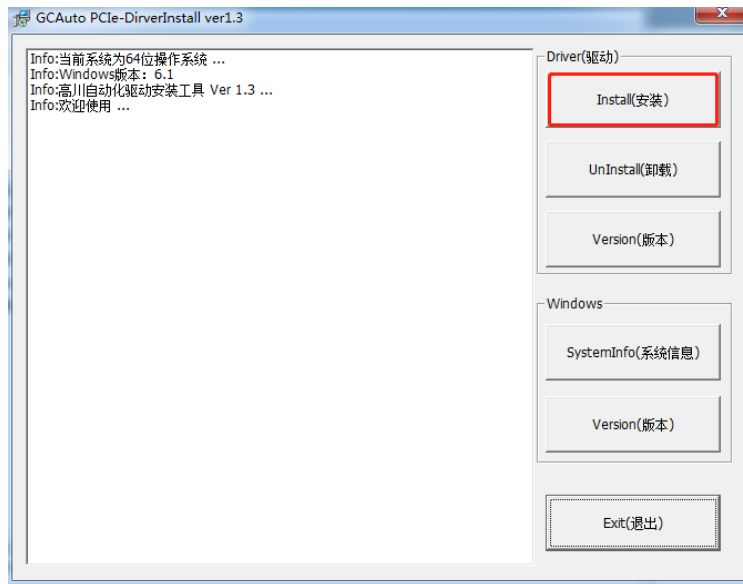 GCAuto PCIe-DirverInstall ver1.3
Info:当前系统为64位操作系统 ...
Info:Windows版本：6.1
Info:高川自动化驱动安装工具 Ver 1.3 ...
Info:欢迎使用 ...
Driver(驱动)
Install(安装)
UnInstall(卸载)
Version(版本)
Windows
SystemInfo(系统信息)
Version(版本)
Exit(退出)